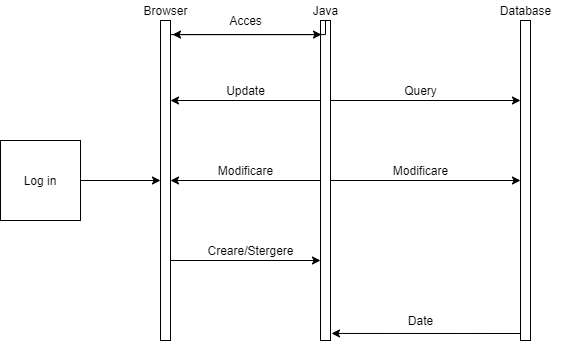 Browser
Java
Database
Acces
Update
Query
Log in
Modificare
Modificare
Creare/Stergere
Date